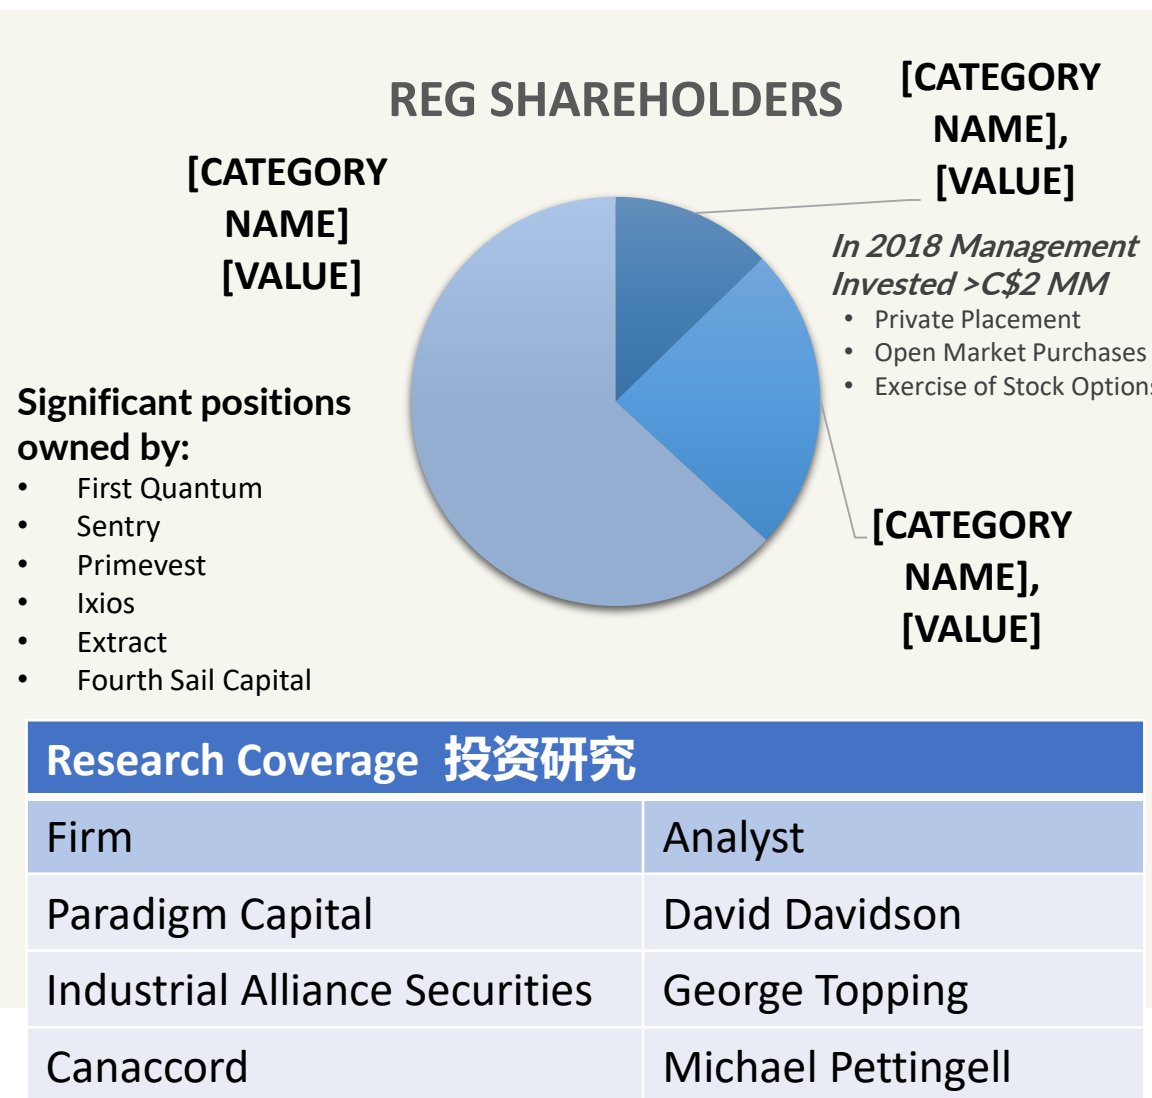 REG SHAREHOLDERS
[CATEGORY
NAME],
[VALUE]
[CATEGORY
NAME]
[VALUE]
In 2018 Management
Invested >C$2 MM
• Private Placement
• Open Market Purchases
• Exercise of Stock Options
Significant positions
owned by:
• First Quantum
• Sentry
• Primevest
• Ixios
• Extract
• Fourth Sail Capital
[CATEGORY
NAME],
[VALUE]
Research Coverage 投资研究
Firm Analyst
Paradigm Capital David Davidson
Industrial Alliance Securities George Topping
Canaccord Michael Pettingell